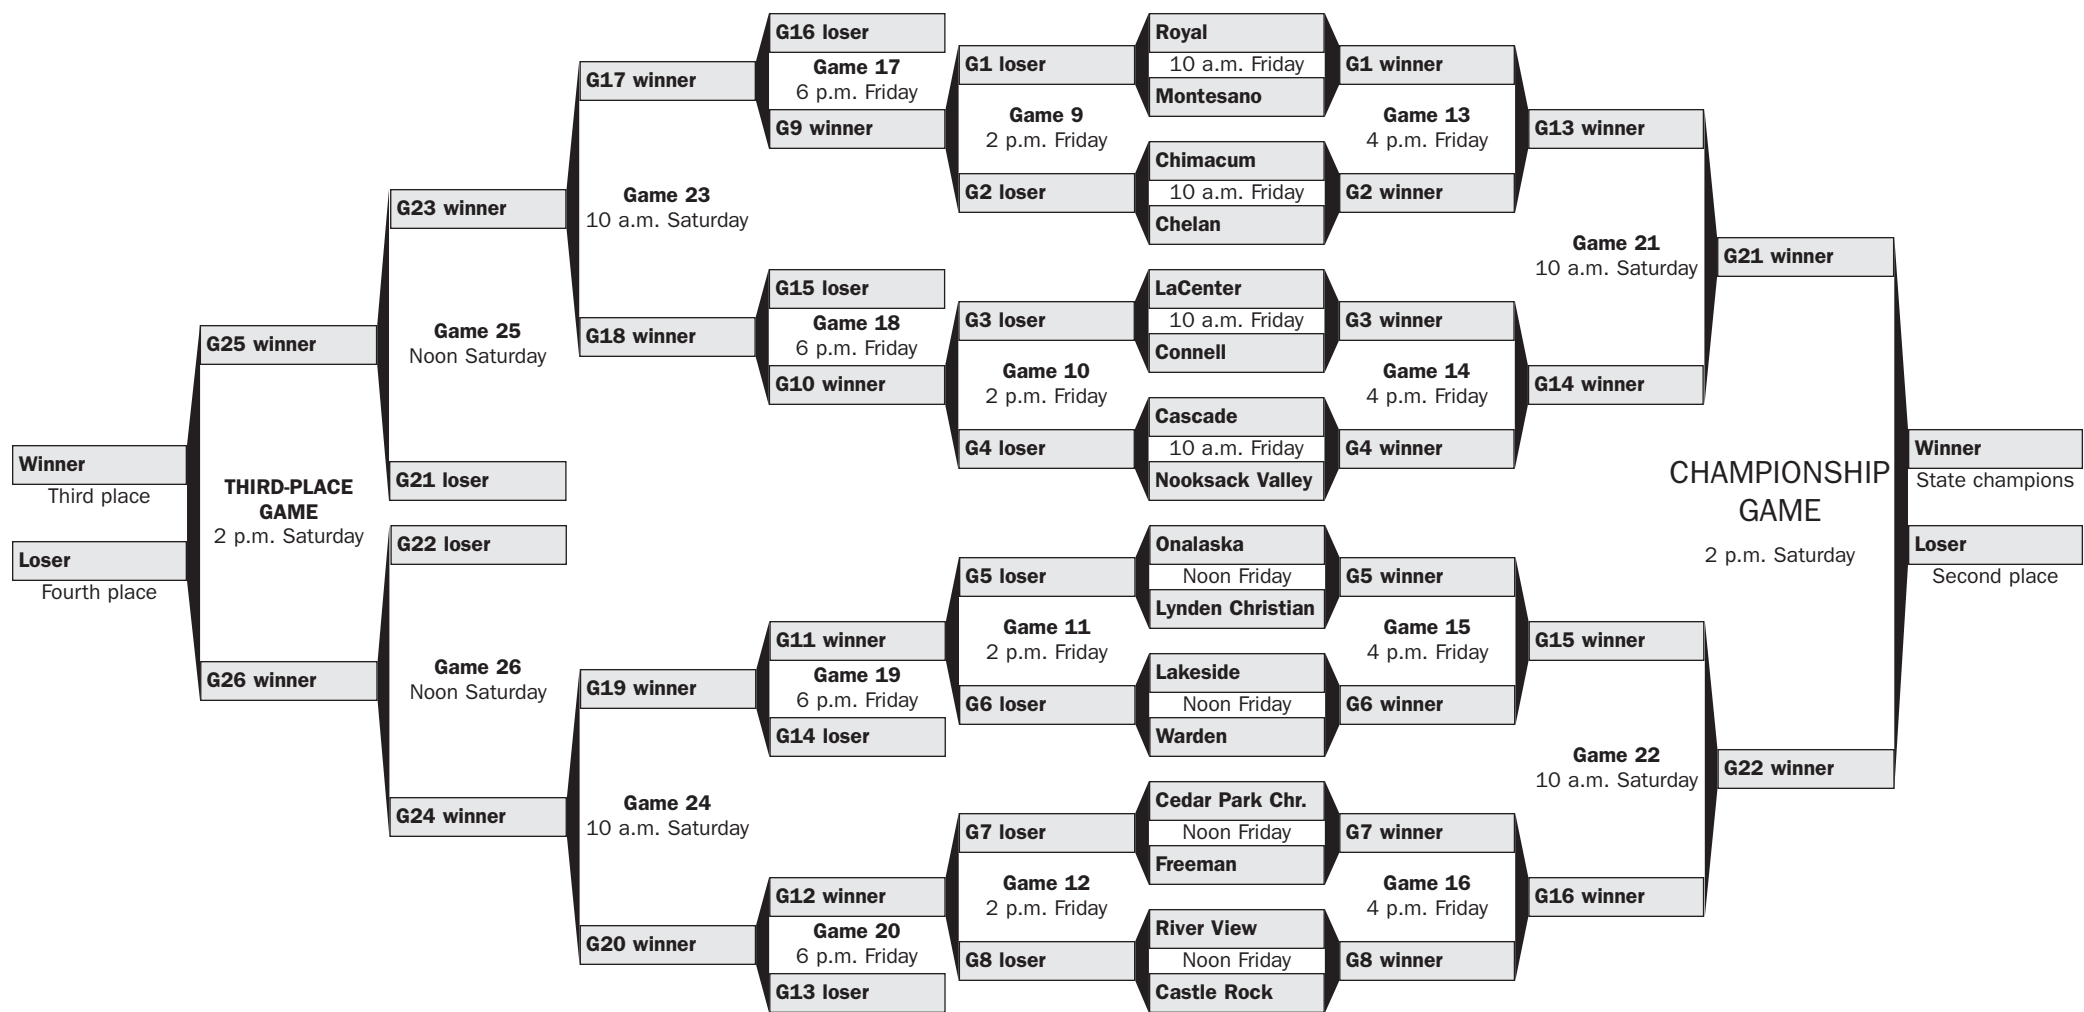 G16 loser
Game 17
6 p.m. Friday
G9 winner
G17 winner
Game 23
10 a.m. Saturday
G18 winner
G15 loser
Game 18
6 p.m. Friday
G10 winner
G23 winner
Game 25
Noon Saturday
G21 loser
G25 winner
THIRD-PLACE
GAME
2 p.m. Saturday
G26 winner
Winner
Third place
Loser
Fourth place
G22 loser
Game 26
Noon Saturday
G24 winner
G11 winner
Game 19
6 p.m. Friday
G14 loser
G19 winner
Game 24
10 a.m. Saturday
G20 winner
G12 winner
Game 20
6 p.m. Friday
G13 loser
G1 loser
Game 9
2 p.m. Friday
G2 loser
G3 loser
Game 10
2 p.m. Friday
G4 loser
G5 loser
Game 11
2 p.m. Friday
G6 loser
G7 loser
Game 12
2 p.m. Friday
G8 loser
Royal
10 a.m. Friday
Montesano
Chimacum
10 a.m. Friday
Chelan
LaCenter
10 a.m. Friday
Connell
Cascade
10 a.m. Friday
Nooksack Valley
Onalaska
Noon Friday
Lynden Christian
Lakeside
Noon Friday
Warden
Cedar Park Chr.
Noon Friday
Freeman
River View
Noon Friday
Castle Rock
G1 winner
Game 13
4 p.m. Friday
G2 winner
G3 winner
Game 14
4 p.m. Friday
G4 winner
G5 winner
Game 15
4 p.m. Friday
G6 winner
G7 winner
Game 16
4 p.m. Friday
G8 winner
G13 winner
Game 21
10 a.m. Saturday
G14 winner
G15 winner
Game 22
10 a.m. Saturday
G16 winner
G21 winner
CHAMPIONSHIP
GAME
2 p.m. Saturday
G22 winner
Winner
State champions
Loser
Second place